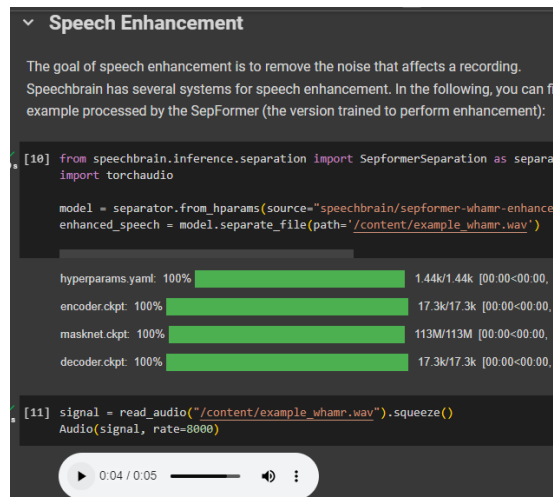 Speech Enhancement
The goal of speech enhancement is to remove the noise that affects a recording.
Speechbrain has several systems for speech enhancement. In the following, you can fi
example processed by the SepFormer (the version trained to perform enhancement):
[10] from speechbrain.inference.separation import SepformerSeparation as separa
import torchaudio
model = separator.from_hparams(source="speechbrain/sepformer-whamr-enhance
enhanced_speech = model.separate_file(path='/content/example_whamr.wav')
hyperparams.yaml: 100% 1.44k/1.44k [00:00<00:00,
encoder.ckpt: 100% 17.3k/17.3k [00:00<00:00,
masknet.ckpt: 100% 113M/113M [00:00<00:00,
decoder.ckpt: 100% 17.3k/17.3k [00:00<00:00,
[11] signal = read_audio("/content/example_whamr.wav").squeeze()
Audio(signal, rate=8000)
0:04 / 0:05